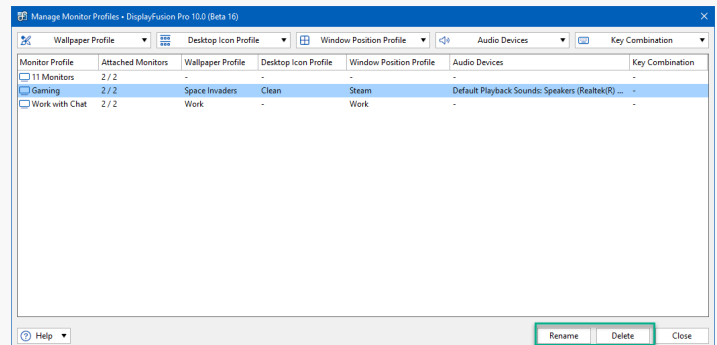 Manage Monitor Profiles • DisplayFusion Pro 10.0 (Beta 16)
Wallpaper Profile Desktop Icon Profile Window Position Profile Audio Devices Key Combination
Monitor Profile Attached Monitors Wallpaper Profile Desktop Icon Profile Window Position Profile Audio Devices Key Combination
11 Monitors 2 / 2 - - - - -
Gaming 2 / 2 Space Invaders Clean Steam Default Playback Sounds: Speakers (Realtek(R) ... -
Work with Chat 2 / 2 Work - Work - -
Help Rename Delete Close